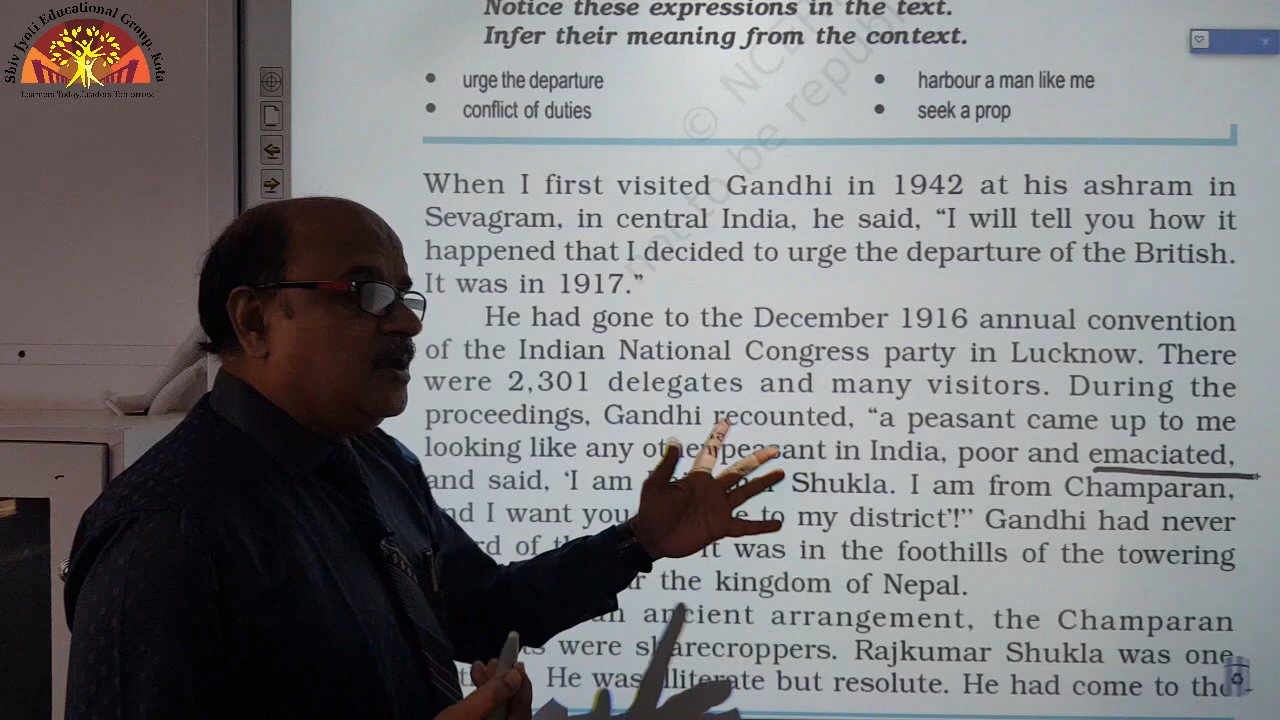 Shiv Jyoti Educational Group, Kota
Learners Today, Leaders Tomorrow.
Notice these expressions in the text.
Infer their meaning from the context.
urge the departure
harbour a man like me
conflict of duties
seek a prop
When I first visited Gandhi in 1942 at his ashram in
Sevagram, in central India, he said, “I will tell you how it
happened that I decided to urge the departure of the British.
It was in 1917.”
He had gone to the December 1916 annual convention
of the Indian National Congress party in Lucknow. There
were 2,301 delegates and many visitors. During the
proceedings, Gandhi recounted, “a peasant came up to me
looking like any other peasant in India, poor and emaciated,
and said, ‘I am Shukla. I am from Champaran,
and I want you to my district’!” Gandhi had never
of it was in the foothills of the towering
the kingdom of Nepal.
ancient arrangement, the Champaran
were sharecroppers. Rajkumar Shukla was one
He was illiterate but resolute. He had come to the
© NC
not to be republ